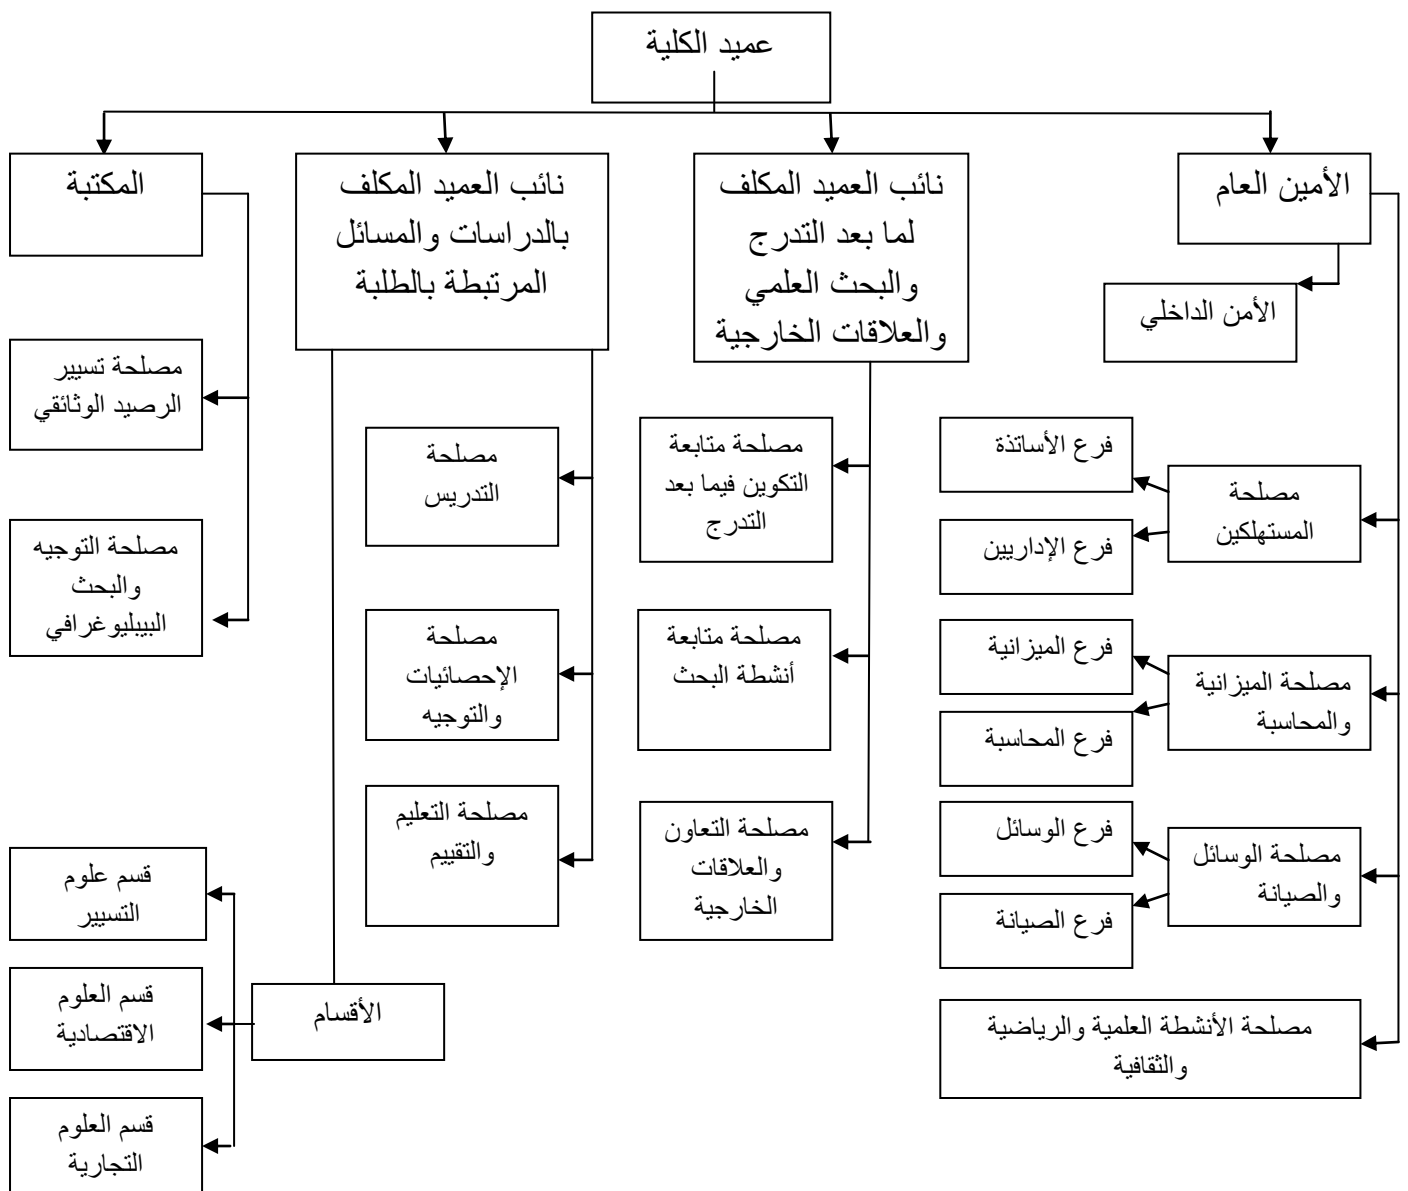 عميد الكلية
الأمين العام
نائب العميد المكلف
لما بعد التدرج
والبحث العلمي
والعلاقات الخارجية
نائب العميد المكلف
بالدراسات والمسائل
المرتبطة بالطلبة
المكتبة
الأمن الداخلي
مصلحة
المستهلكين
فرع الأساتذة
فرع الإداريين
مصلحة الميزانية
والمحاسبة
فرع الميزانية
فرع المحاسبة
مصلحة الوسائل
والصيانة
فرع الوسائل
فرع الصيانة
مصلحة الأنشطة العلمية والرياضية
والثقافية
مصلحة متابعة
التكوين فيما بعد
التدرج
مصلحة متابعة
أنشطة البحث
مصلحة التعاون
والعلاقات
الخارجية
مصلحة
التدريس
مصلحة
الإحصائيات
والتوجيه
مصلحة التعليم
والتقييم
الأقسام
قسم علوم
التسيير
قسم العلوم
الاقتصادية
قسم العلوم
التجارية
مصلحة تسيير
الرصيد الوثائقي
مصلحة التوجيه
والبحث
البيبليوغرافي